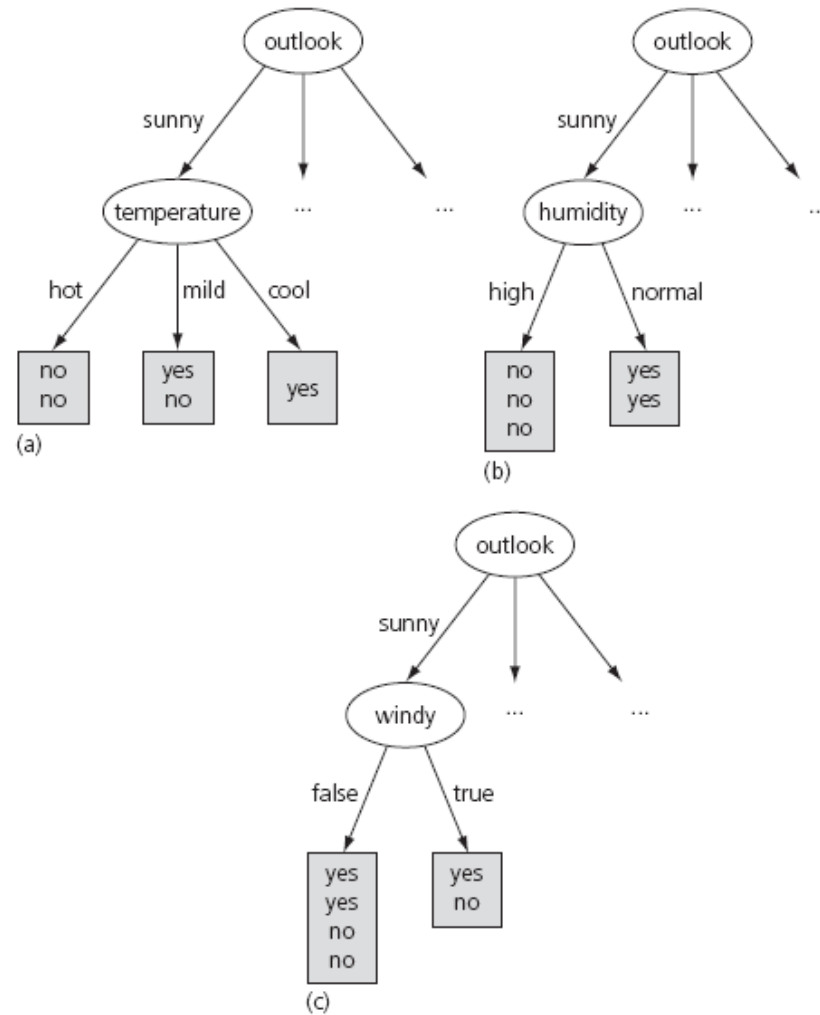 outlook
sunny
temperature
...
...
hot
mild
cool
no
no
yes
no
yes
(a)
outlook
sunny
humidity
...
..
high
normal
no
no
no
yes
yes
(b)
outlook
sunny
windy
...
...
false
true
yes
yes
no
no
yes
no
(c)